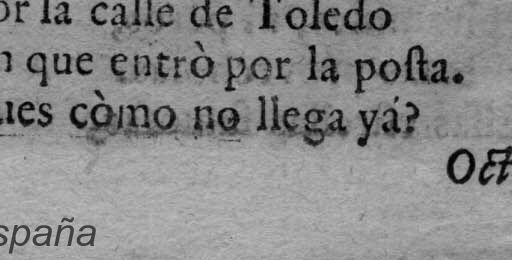 or la calle de Toledo
n que entrò por la poſta.
ues còmo no llega yá?
Oct
spaña